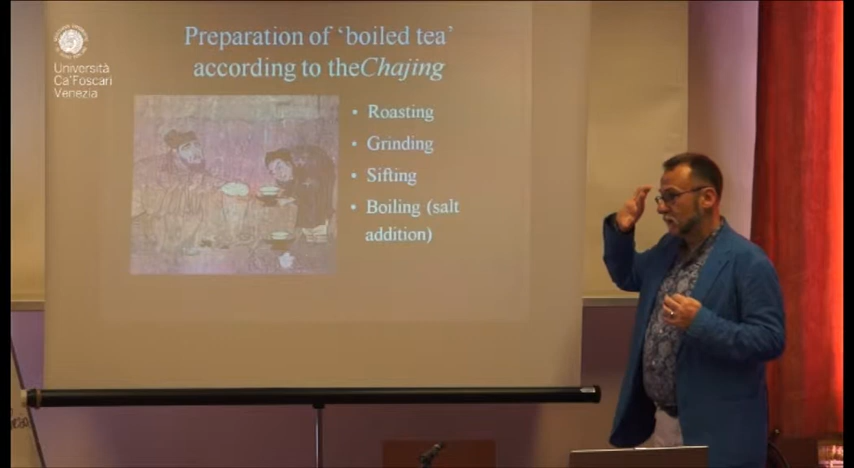 Università
Ca'Foscari
Venezia
Preparation of ‘boiled tea’
according to theChajing
• Roasting
• Grinding
• Sifting
• Boiling (salt
addition)